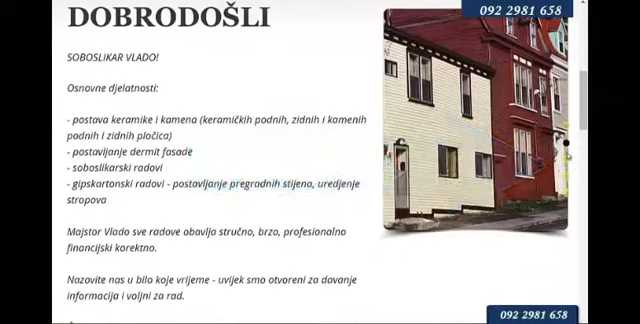 DOBRODOŠLI
092 2981 658
SOBOSLIKAR VLADO!
Osnovne djelatnosti:
- postava keramike i kamena (keramičkih podnih, zidnih i kamenih
podnih i zidnih pločica)
- postavljanje dermit fasade
- soboslikarski radovi
- gipskartonski radovi - postavljanje pregradnih stijena, uređenje
stropova
Majstor Vlado sve radove obavlja stručno, brzo, profesionalno
financijski korektno.
Nazovite nas u bilo koje vrijeme - uvijek smo otvoreni za davanje
informacija i voljni za rad.
092 2981 658